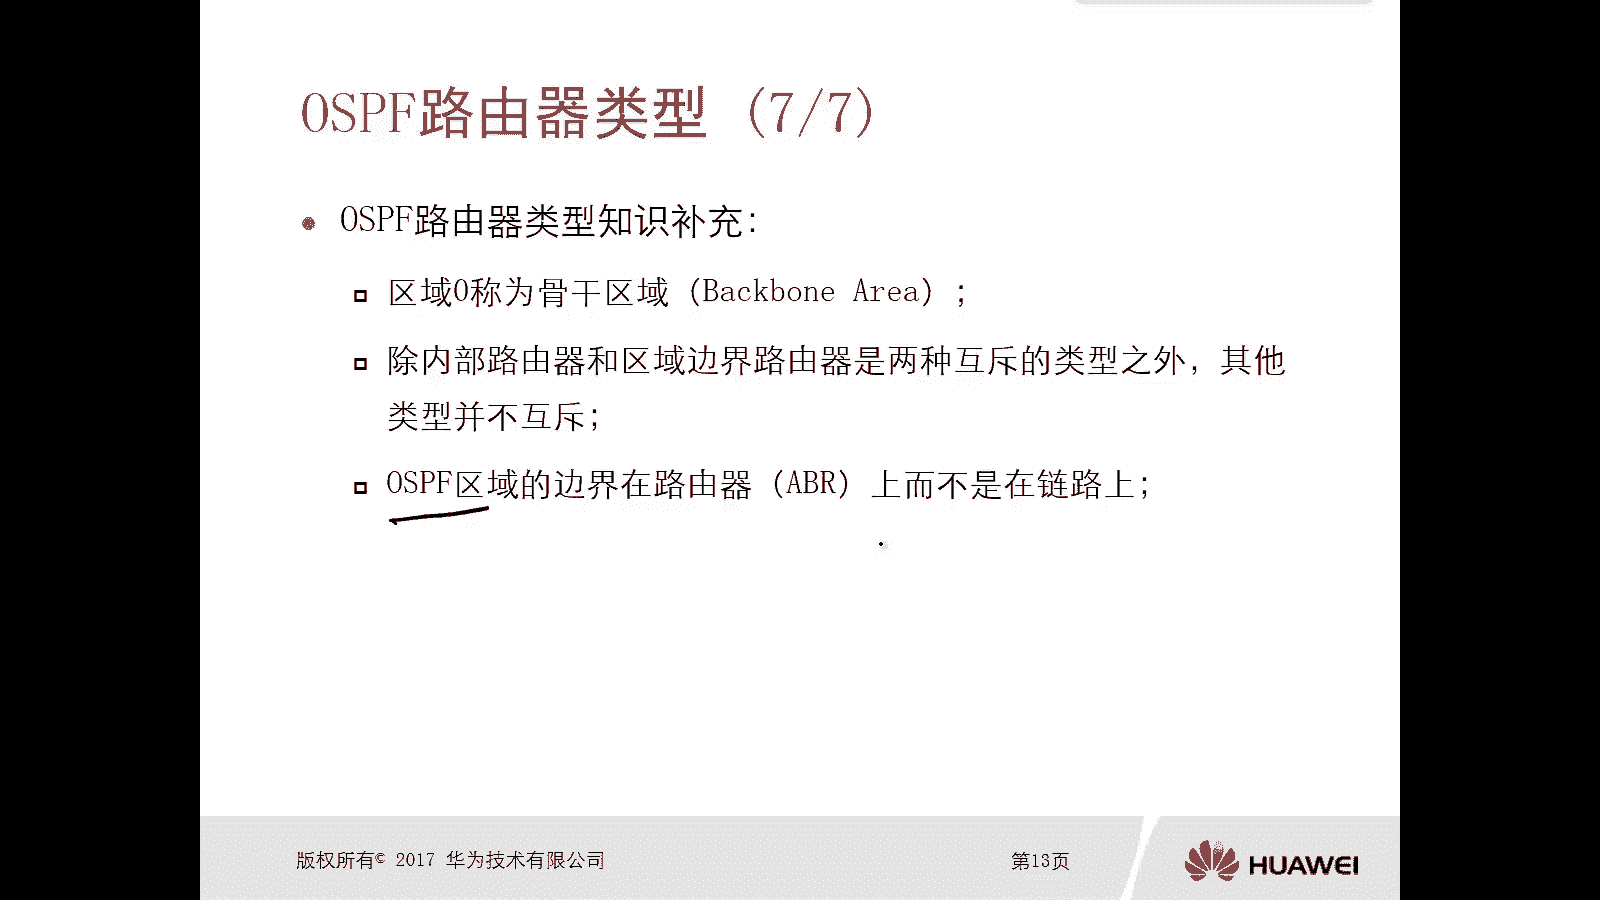 OSPF路由器类型 (7/7)
OSPF路由器类型知识补充:
区域0称为骨干区域 (Backbone Area) ;
除内部路由器和区域边界路由器是两种互斥的类型之外, 其他
类型并不互斥;
OSPF区域的边界在路由器 (ABR) 上而不是在链路上;
版权所有© 2017 华为技术有限公司
第13页
HUAWEI